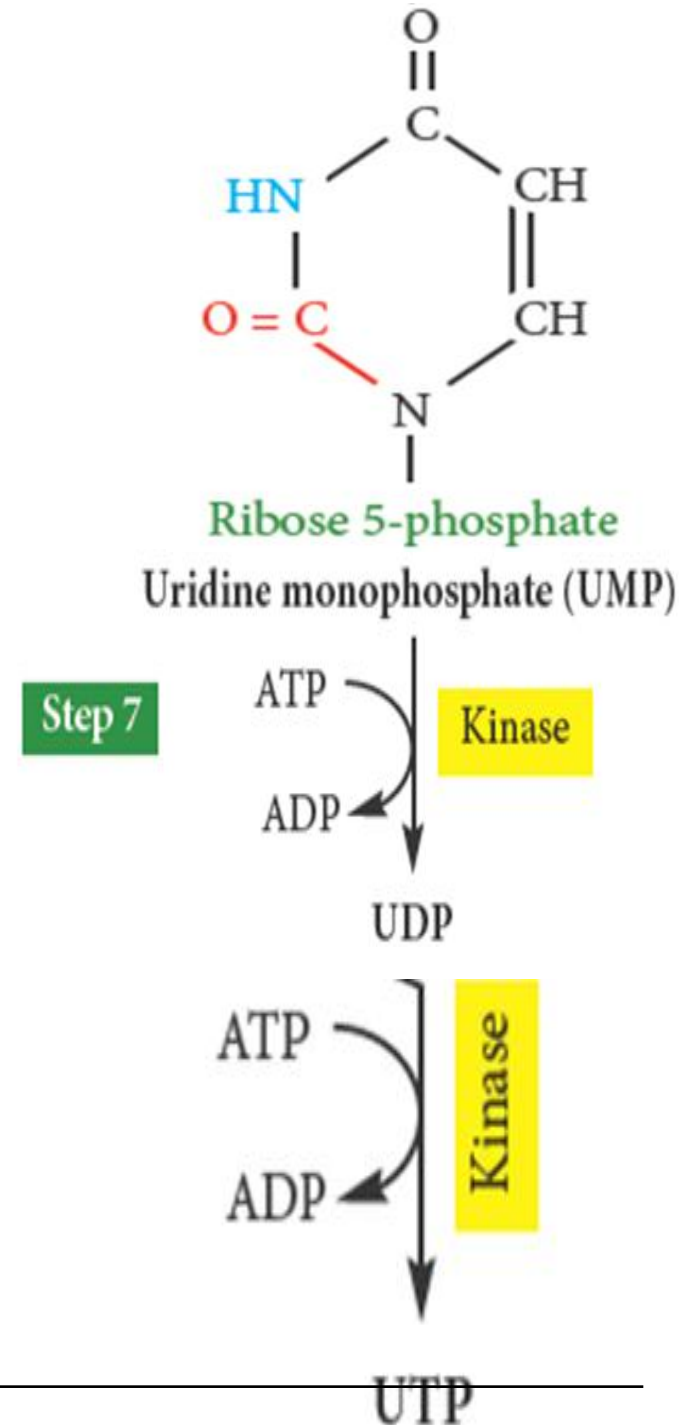 O
C
HN
CH
O = C
CH
N
Ribose 5-phosphate
Uridine monophosphate (UMP)
Step 7
ATP
Kinase
ADP
UDP
ATP
Kinase
ADP
UTP